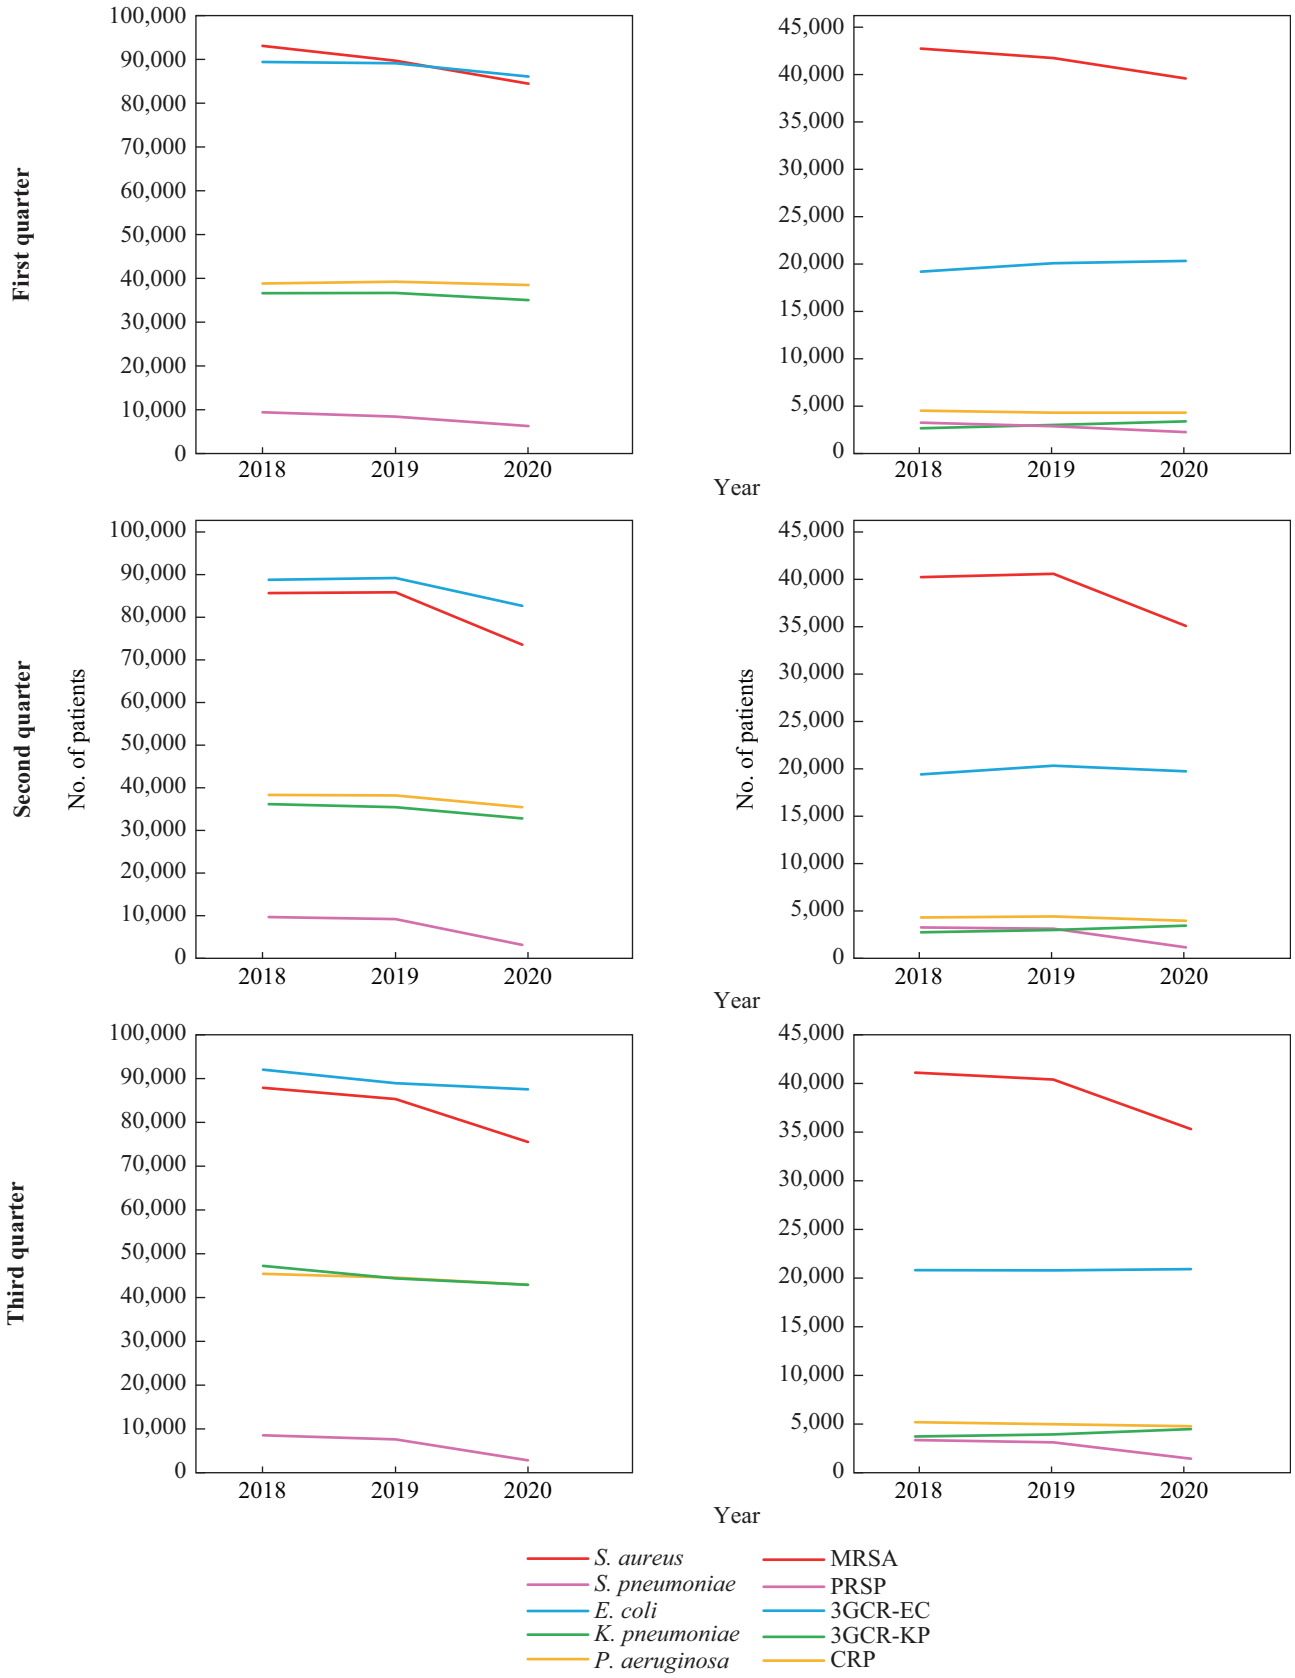 First quarter
100,000
90,000
80,000
70,000
60,000
50,000
40,000
30,000
20,000
10,000
0
2018 2019 2020
45,000
40,000
35,000
30,000
25,000
20,000
15,000
10,000
5,000
0
2018 2019 2020
Year
Second quarter
No. of patients
100,000
90,000
80,000
70,000
60,000
50,000
40,000
30,000
20,000
10,000
0
2018 2019 2020
No. of patients
45,000
40,000
35,000
30,000
25,000
20,000
15,000
10,000
5,000
0
2018 2019 2020
Year
Third quarter
100,000
90,000
80,000
70,000
60,000
50,000
40,000
30,000
20,000
10,000
0
2018 2019 2020
45,000
40,000
35,000
30,000
25,000
20,000
15,000
10,000
5,000
0
2018 2019 2020
Year
S. aureus
S. pneumoniae
E. coli
K. pneumoniae
P. aeruginosa
MRSA
PRSP
3GCR-EC
3GCR-KP
CRP